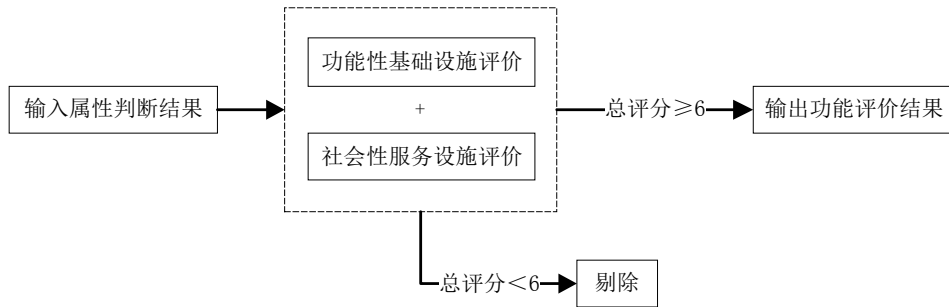 功能性基础设施评价
输入属性判断结果
+
总评分≥6
输出功能评价结果
社会性服务设施评价
总评分＜6
剔除